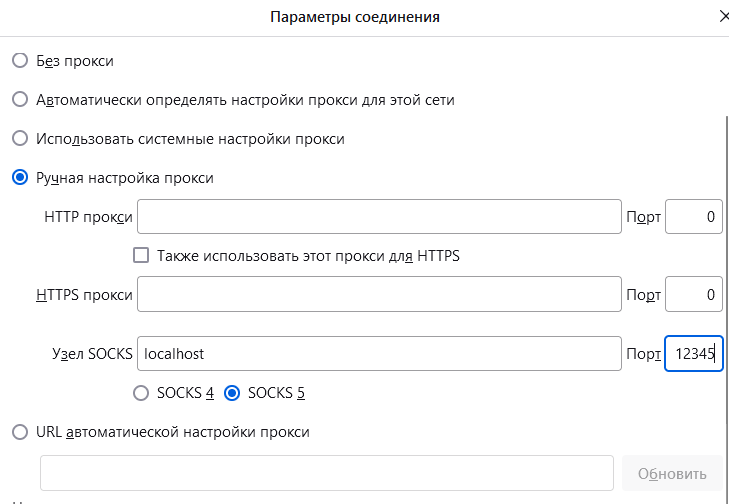 Параметры соединения
Без прокси
Автоматически определять настройки прокси для этой сети
Использовать системные настройки прокси
Ручная настройка прокси
HTTP прокси Порт 0
Также использовать этот прокси для HTTPS
HTTPS прокси Порт 0
Узел SOCKS localhost Порт 12345
SOCKS 4 SOCKS 5
URL автоматической настройки прокси
Обновить